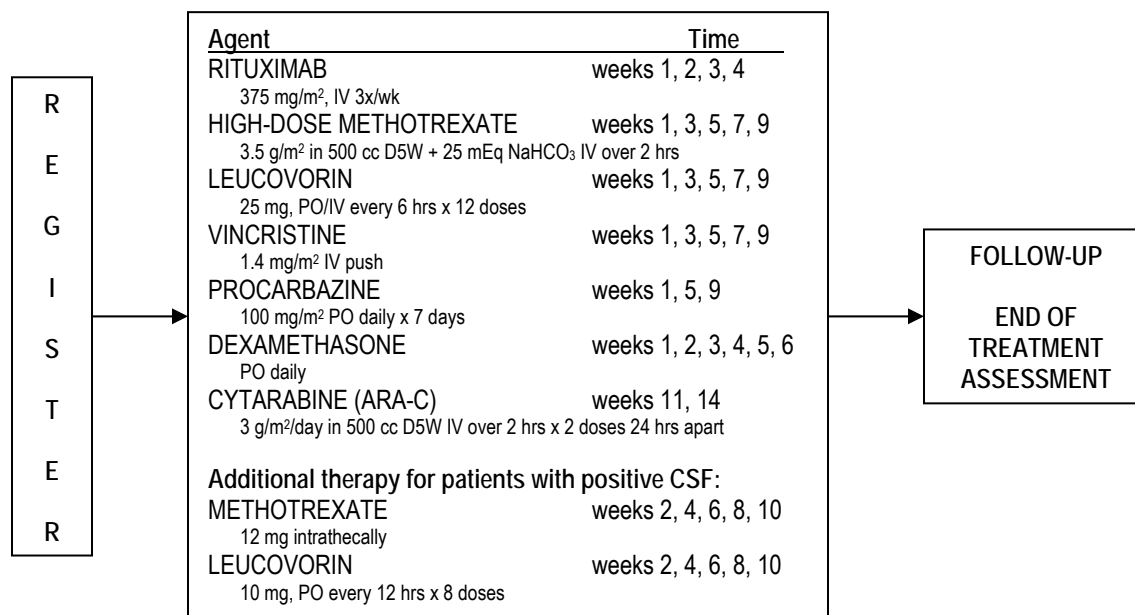 R
E
G
I
S
T
E
R
Agent Time
RITUXIMAB weeks 1, 2, 3, 4
375 mg/m², IV 3x/wk
HIGH-DOSE METHOTREXATE weeks 1, 3, 5, 7, 9
3.5 g/m² in 500 cc D5W + 25 mEq NaHCO₃ IV over 2 hrs
LEUCOVORIN weeks 1, 3, 5, 7, 9
25 mg, PO/IV every 6 hrs x 12 doses
VINCRISTINE weeks 1, 3, 5, 7, 9
1.4 mg/m² IV push
PROCARBAZINE weeks 1, 5, 9
100 mg/m² PO daily x 7 days
DEXAMETHASONE weeks 1, 2, 3, 4, 5, 6
PO daily
CYTARABINE (ARA-C) weeks 11, 14
3 g/m²/day in 500 cc D5W IV over 2 hrs x 2 doses 24 hrs apart
Additional therapy for patients with positive CSF:
METHOTREXATE weeks 2, 4, 6, 8, 10
12 mg intrathecally
LEUCOVORIN weeks 2, 4, 6, 8, 10
10 mg, PO every 12 hrs x 8 doses
FOLLOW-UP
END OF
TREATMENT
ASSESSMENT